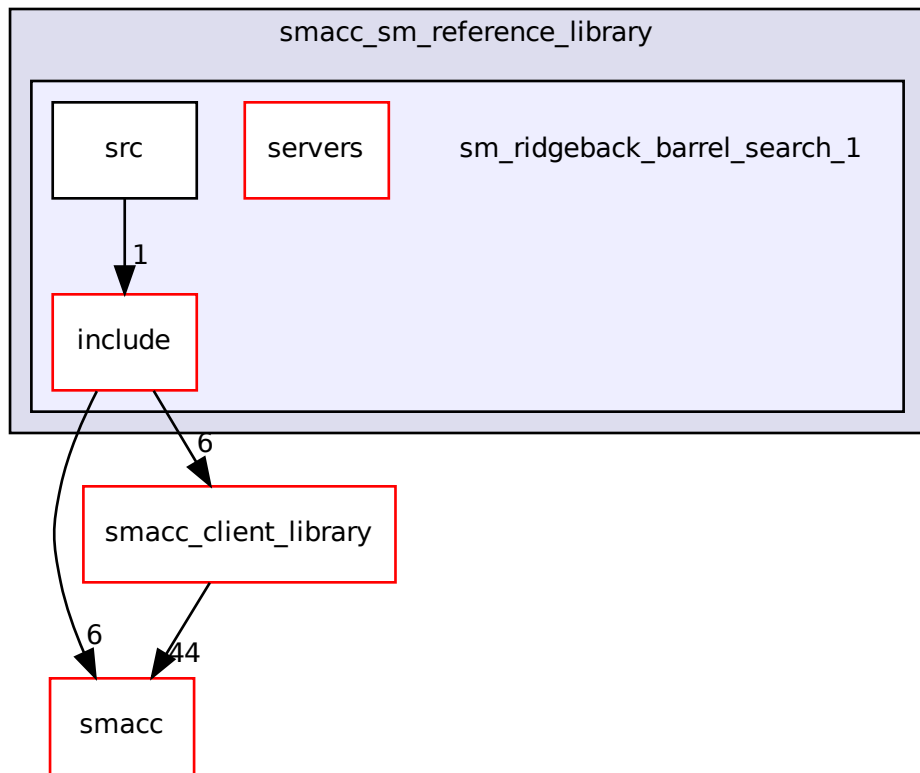 smacc_sm_reference_library
src
servers
sm_ridgeback_barrel_search_1
1
include
6
smacc_client_library
6
44
smacc